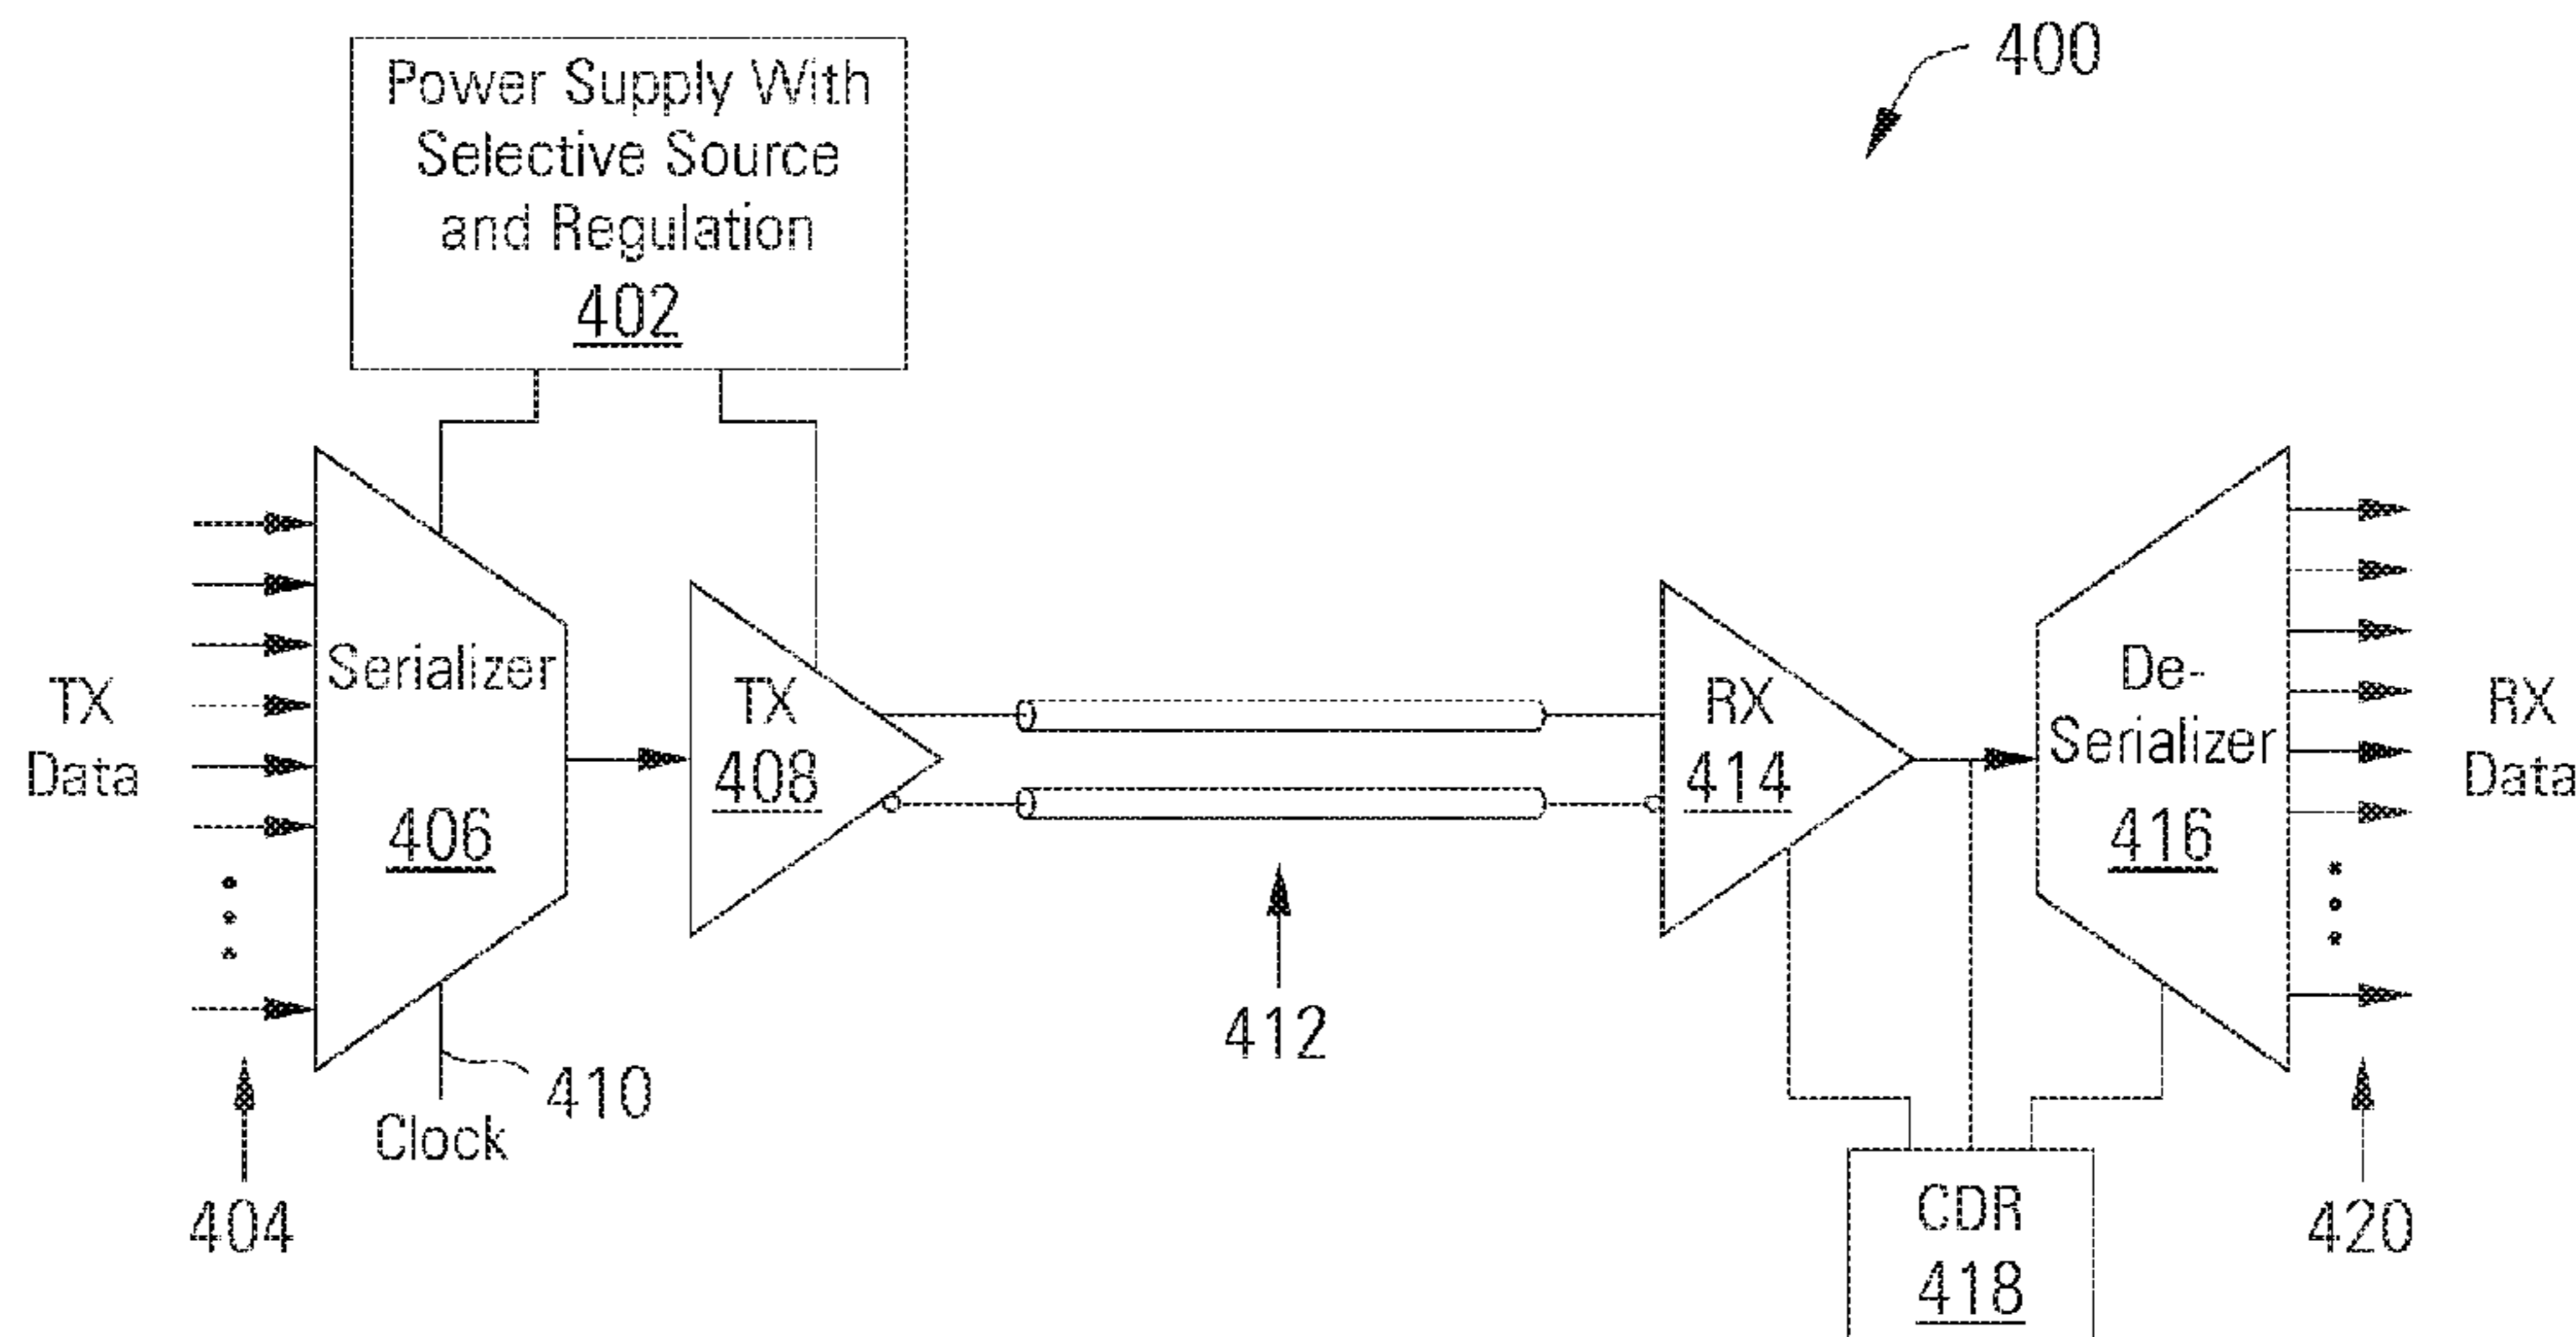 400
Power Supply With
Selective Source
and Regulation
402
TX
Data
Serializer
406
TX
408
RX
414
De-
Serializer
416
RX
Data
410
Clock
412
404
CDR
418
420